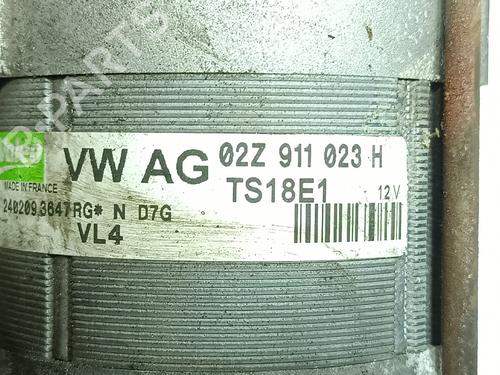 VW AG 02Z 911 023 H
TS18E1 12V
MADE IN FRANCE
240209.3647RG* N D7G
VL4